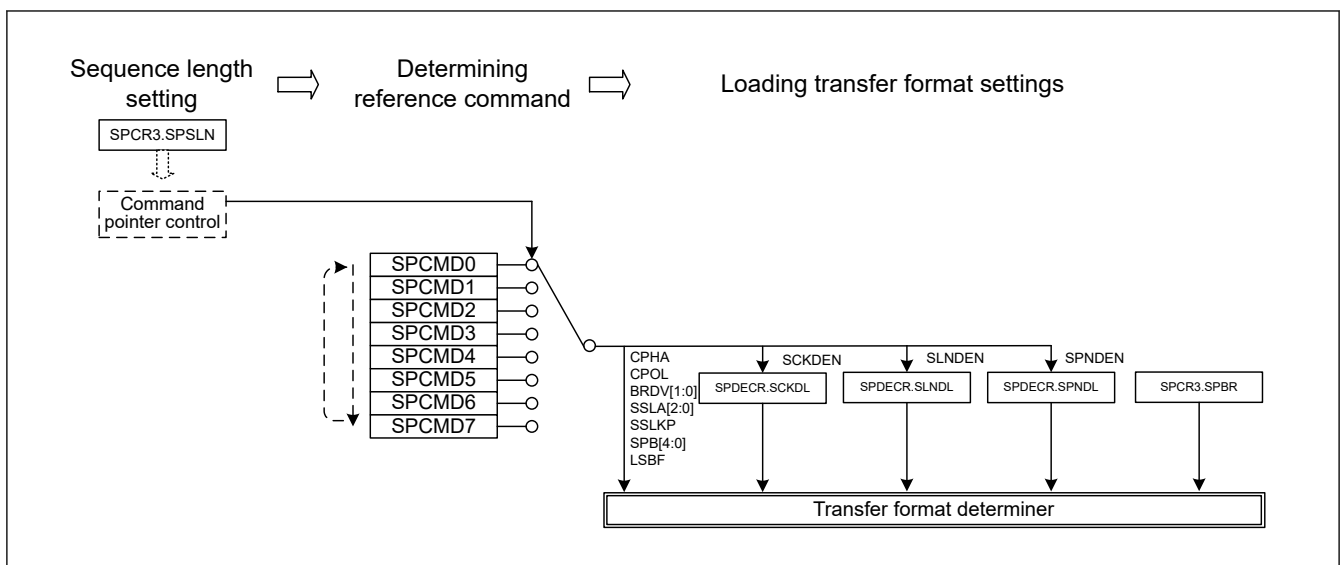 Sequence length
setting
Determining
reference command
Loading transfer format settings
SPCR3.SPSLN
Command
pointer control
SPCMD0
SPCMD1
SPCMD2
SPCMD3
SPCMD4
SPCMD5
SPCMD6
SPCMD7
CPHA
CPOL
BRDV[1:0]
SSLA[2:0]
SSLKP
SPB[4:0]
LSBF
SCKDEN
SPDECR.SCKDL
SLNDEN
SPDECR.SLNDL
SPNDEN
SPDECR.SPNDL
SPCR3.SPBR
Transfer format determiner